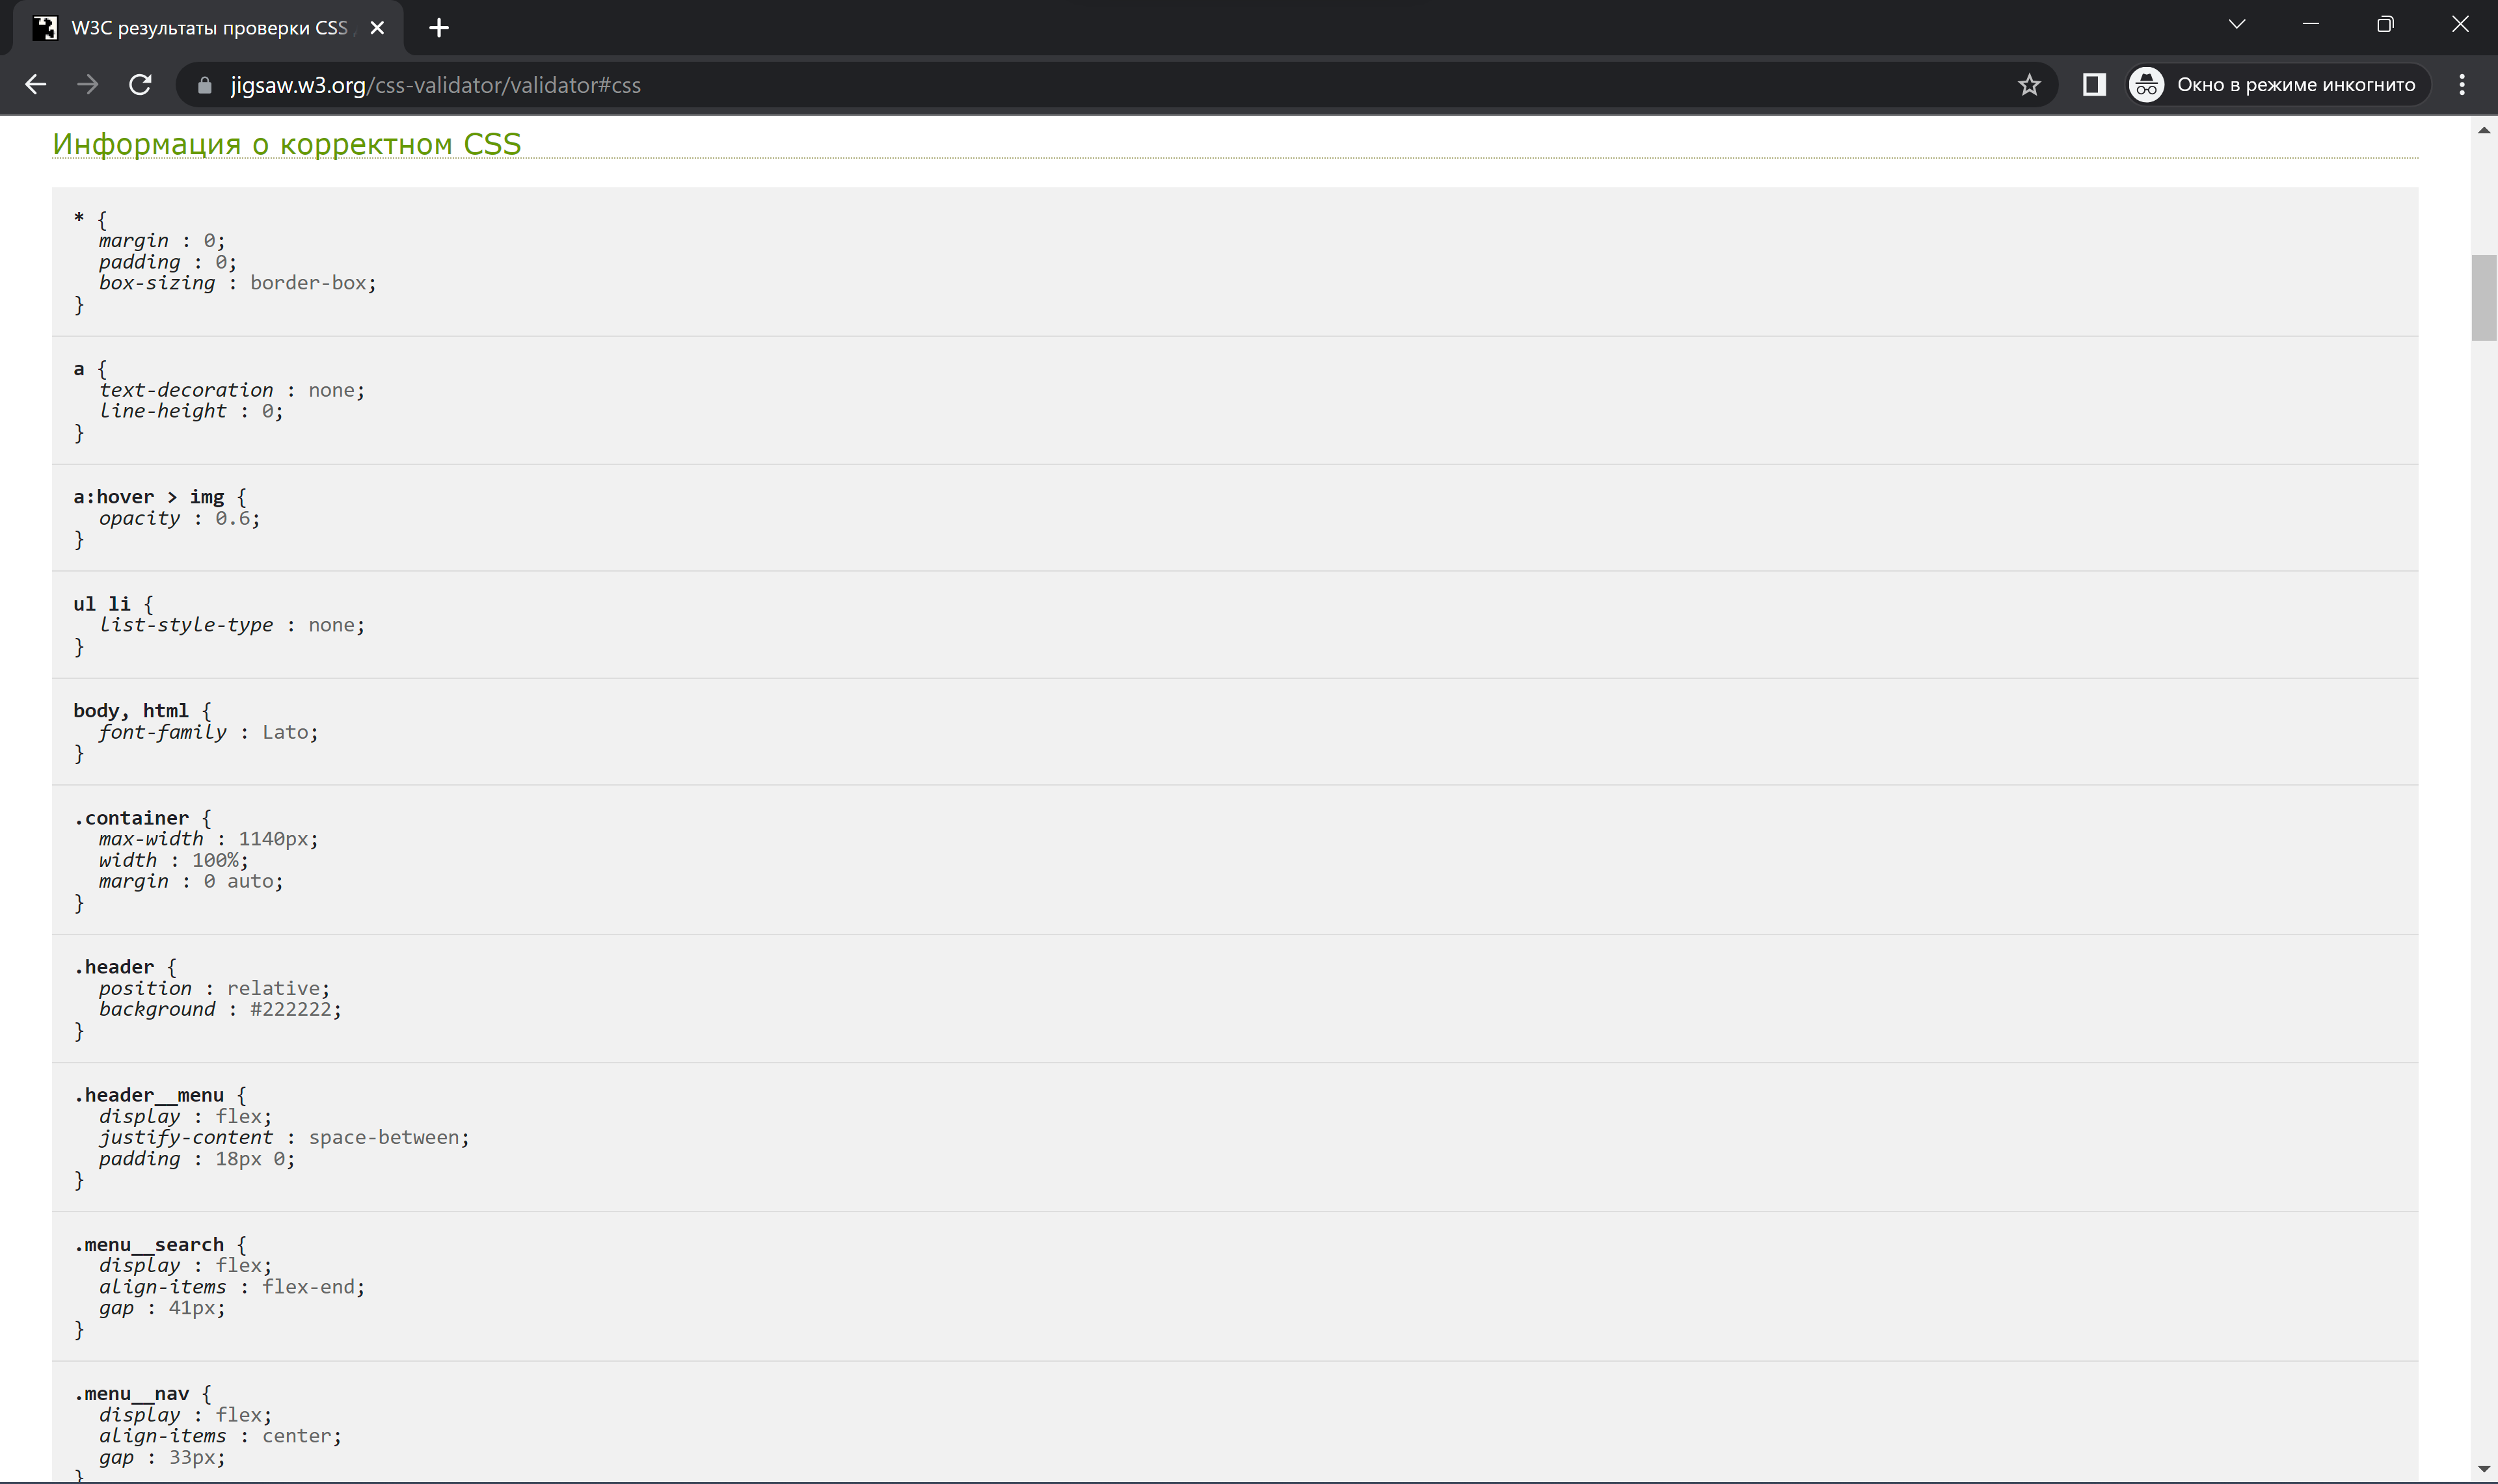 W3C результаты проверки CSS
jigsaw.w3.org/css-validator/validator#css
Окно в режиме инкогнито
Информация о корректном CSS
* {
margin : 0;
padding : 0;
box-sizing : border-box;
}
a {
text-decoration : none;
line-height : 0;
}
a:hover > img {
opacity : 0.6;
}
ul li {
list-style-type : none;
}
body, html {
font-family : Lato;
}
.container {
max-width : 1140px;
width : 100%;
margin : 0 auto;
}
.header {
position : relative;
background : #222222;
}
.header__menu {
display : flex;
justify-content : space-between;
padding : 18px 0;
}
.menu__search {
display : flex;
align-items : flex-end;
gap : 41px;
}
.menu__nav {
display : flex;
align-items : center;
gap : 33px;
}